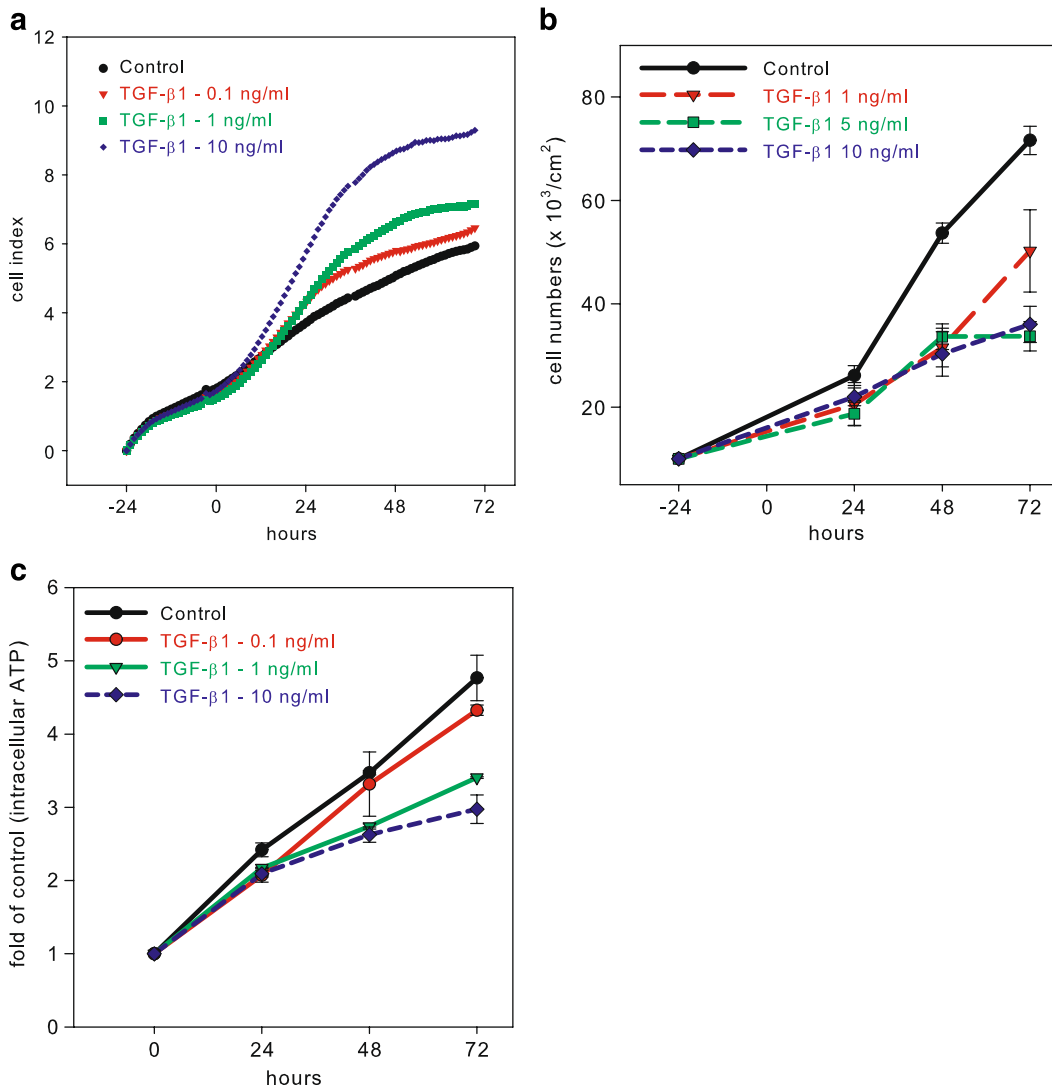 a
12
10
8
6
4
2
0
cell index
Control
TGF-β1 - 0.1 ng/ml
TGF-β1 - 1 ng/ml
TGF-β1 - 10 ng/ml
-24 0 24 48 72
hours
b
80
60
40
20
cell numbers (x 10³/cm²)
Control
TGF-β1 1 ng/ml
TGF-β1 5 ng/ml
TGF-β1 10 ng/ml
-24 0 24 48 72
hours
c
6
5
4
3
2
1
0
fold of control (intracellular ATP)
Control
TGF-β1 - 0.1 ng/ml
TGF-β1 - 1 ng/ml
TGF-β1 - 10 ng/ml
0 24 48 72
hours